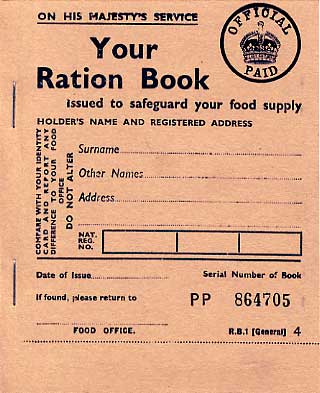 ON HIS MAJESTY'S SERVICE
OFFICIAL
PAID
Your
Ration Book
Issued to safeguard your food supply
HOLDER'S NAME AND REGISTERED ADDRESS
COMPARE WITH YOUR IDENTITY
CARD AND REPORT ANY
DIFFERENCE TO YOUR FOOD
OFFICE
DO NOT ALTER
Surname
Other Names
Address
NAT.
REG.
NO.
Date of Issue
Serial Number of Book
If found, please return to
PP 864705
FOOD OFFICE.
R.B.1 [General] 4